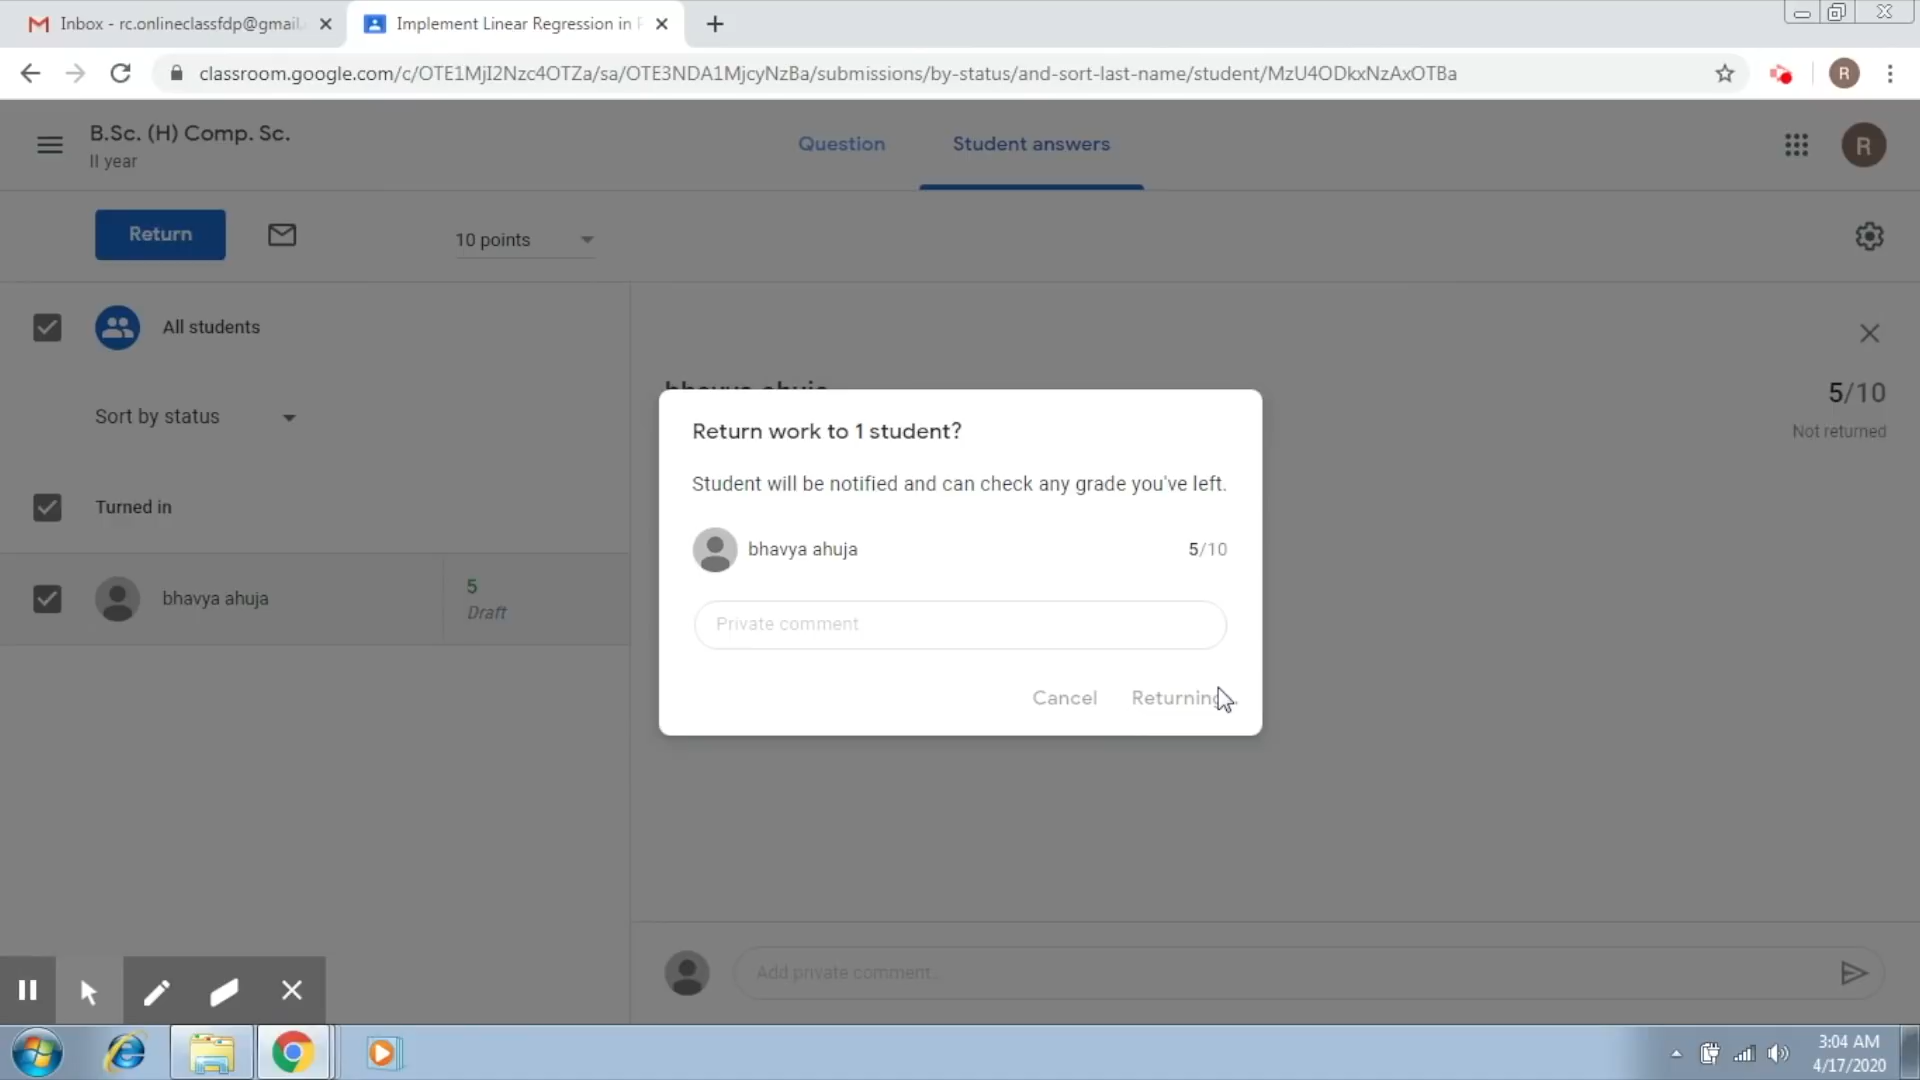 Inbox - rc.onlineclassfdp@gmail.
Implement Linear Regression in
classroom.google.com/c/OTE1MjI2Nzc4OTZa/sa/OTE3NDA1MjcyNzBa/submissions/by-status/and-sort-last-name/student/MzU4ODkxNzAxOTBa
R
B.Sc. (H) Comp. Sc.
II year
Question
Student answers
R
Return
10 points
All students
Sort by status
bhavya ahuja
5/10
Not returned
Return work to 1 student?
Student will be notified and can check any grade you've left.
bhavya ahuja
5/10
Private comment
Cancel
Returning...
Turned in
bhavya ahuja
5
Draft
Add private comment...
3:04 AM
4/17/2020